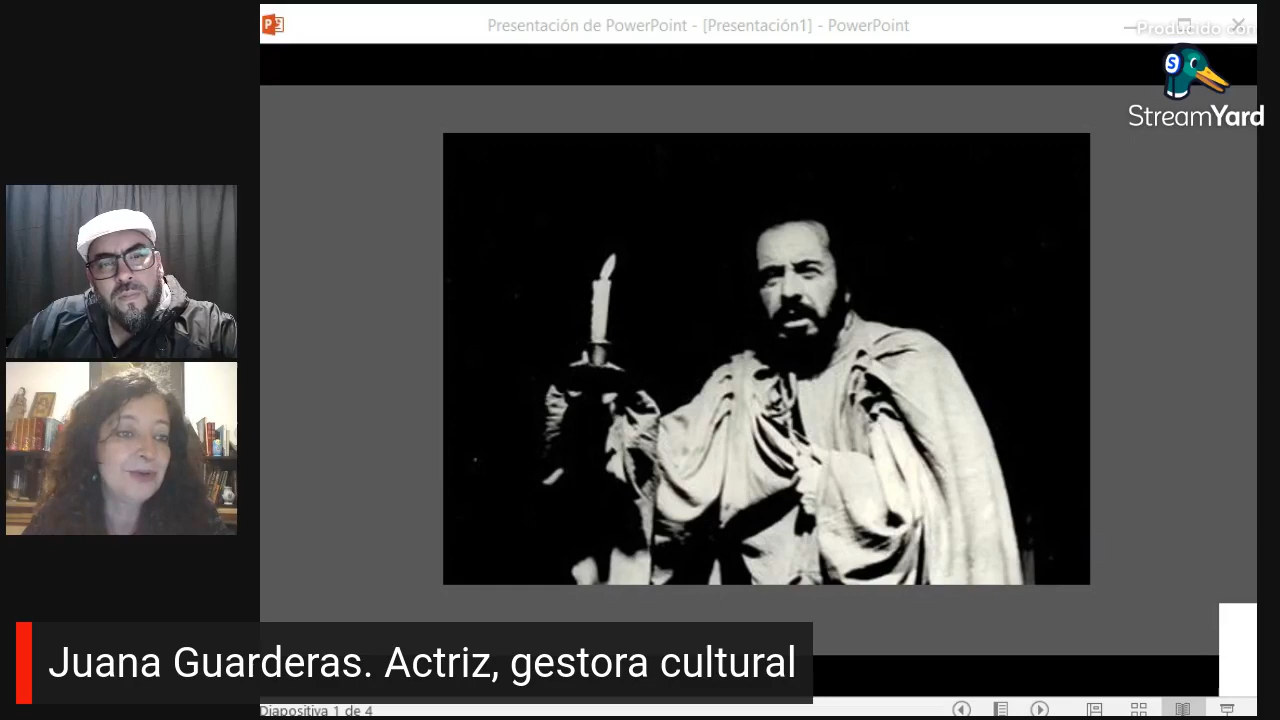 Presentación de PowerPoint - [Presentación1] - PowerPoint
Producido con
StreamYard
Juana Guarderas. Actriz, gestora cultural
Diapositiva 1 de 4